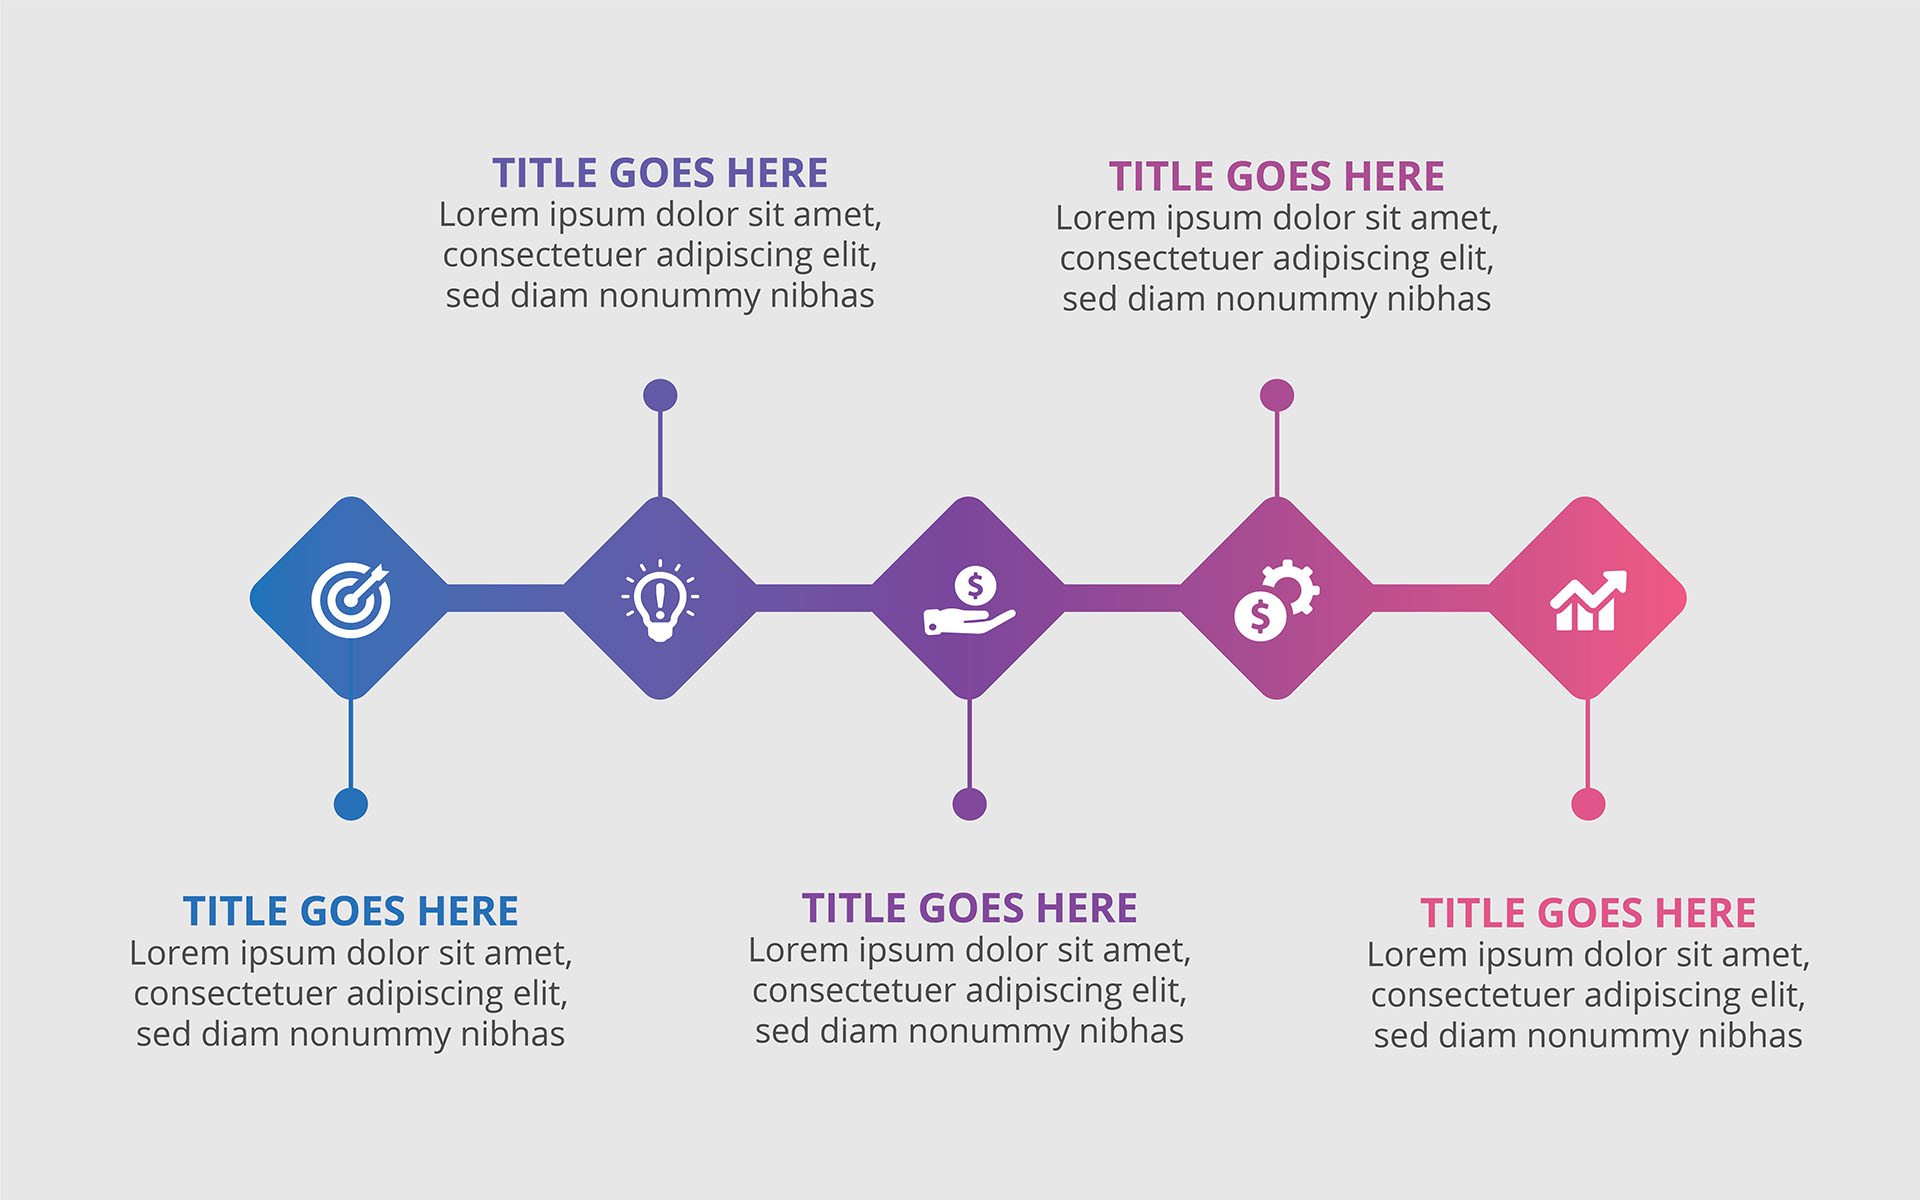 TITLE GOES HERE
Lorem ipsum dolor sit amet,
consectetuer adipiscing elit,
sed diam nonummy nibhas
TITLE GOES HERE
Lorem ipsum dolor sit amet,
consectetuer adipiscing elit,
sed diam nonummy nibhas
$
$
TITLE GOES HERE
Lorem ipsum dolor sit amet,
consectetuer adipiscing elit,
sed diam nonummy nibhas
TITLE GOES HERE
Lorem ipsum dolor sit amet,
consectetuer adipiscing elit,
sed diam nonummy nibhas
TITLE GOES HERE
Lorem ipsum dolor sit amet,
consectetuer adipiscing elit,
sed diam nonummy nibhas